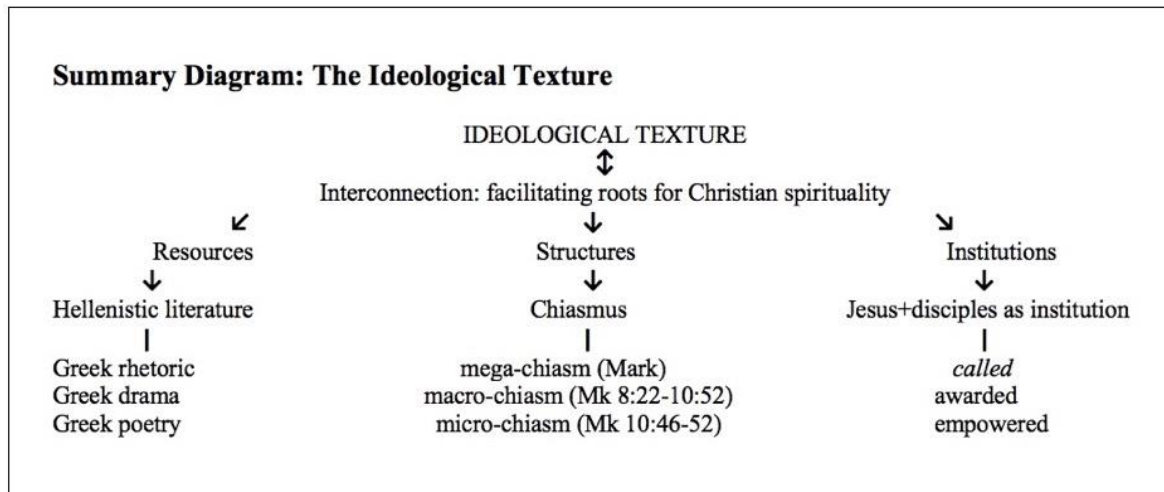 Summary Diagram: The Ideological Texture
IDEOLOGICAL TEXTURE
Interconnection: facilitating roots for Christian spirituality
Resources Structures Institutions
Hellenistic literature Chiasmus Jesus+disciples as institution
Greek rhetoric mega-chiasm (Mark) called
Greek drama macro-chiasm (Mk 8:22-10:52) awarded
Greek poetry micro-chiasm (Mk 10:46-52) empowered